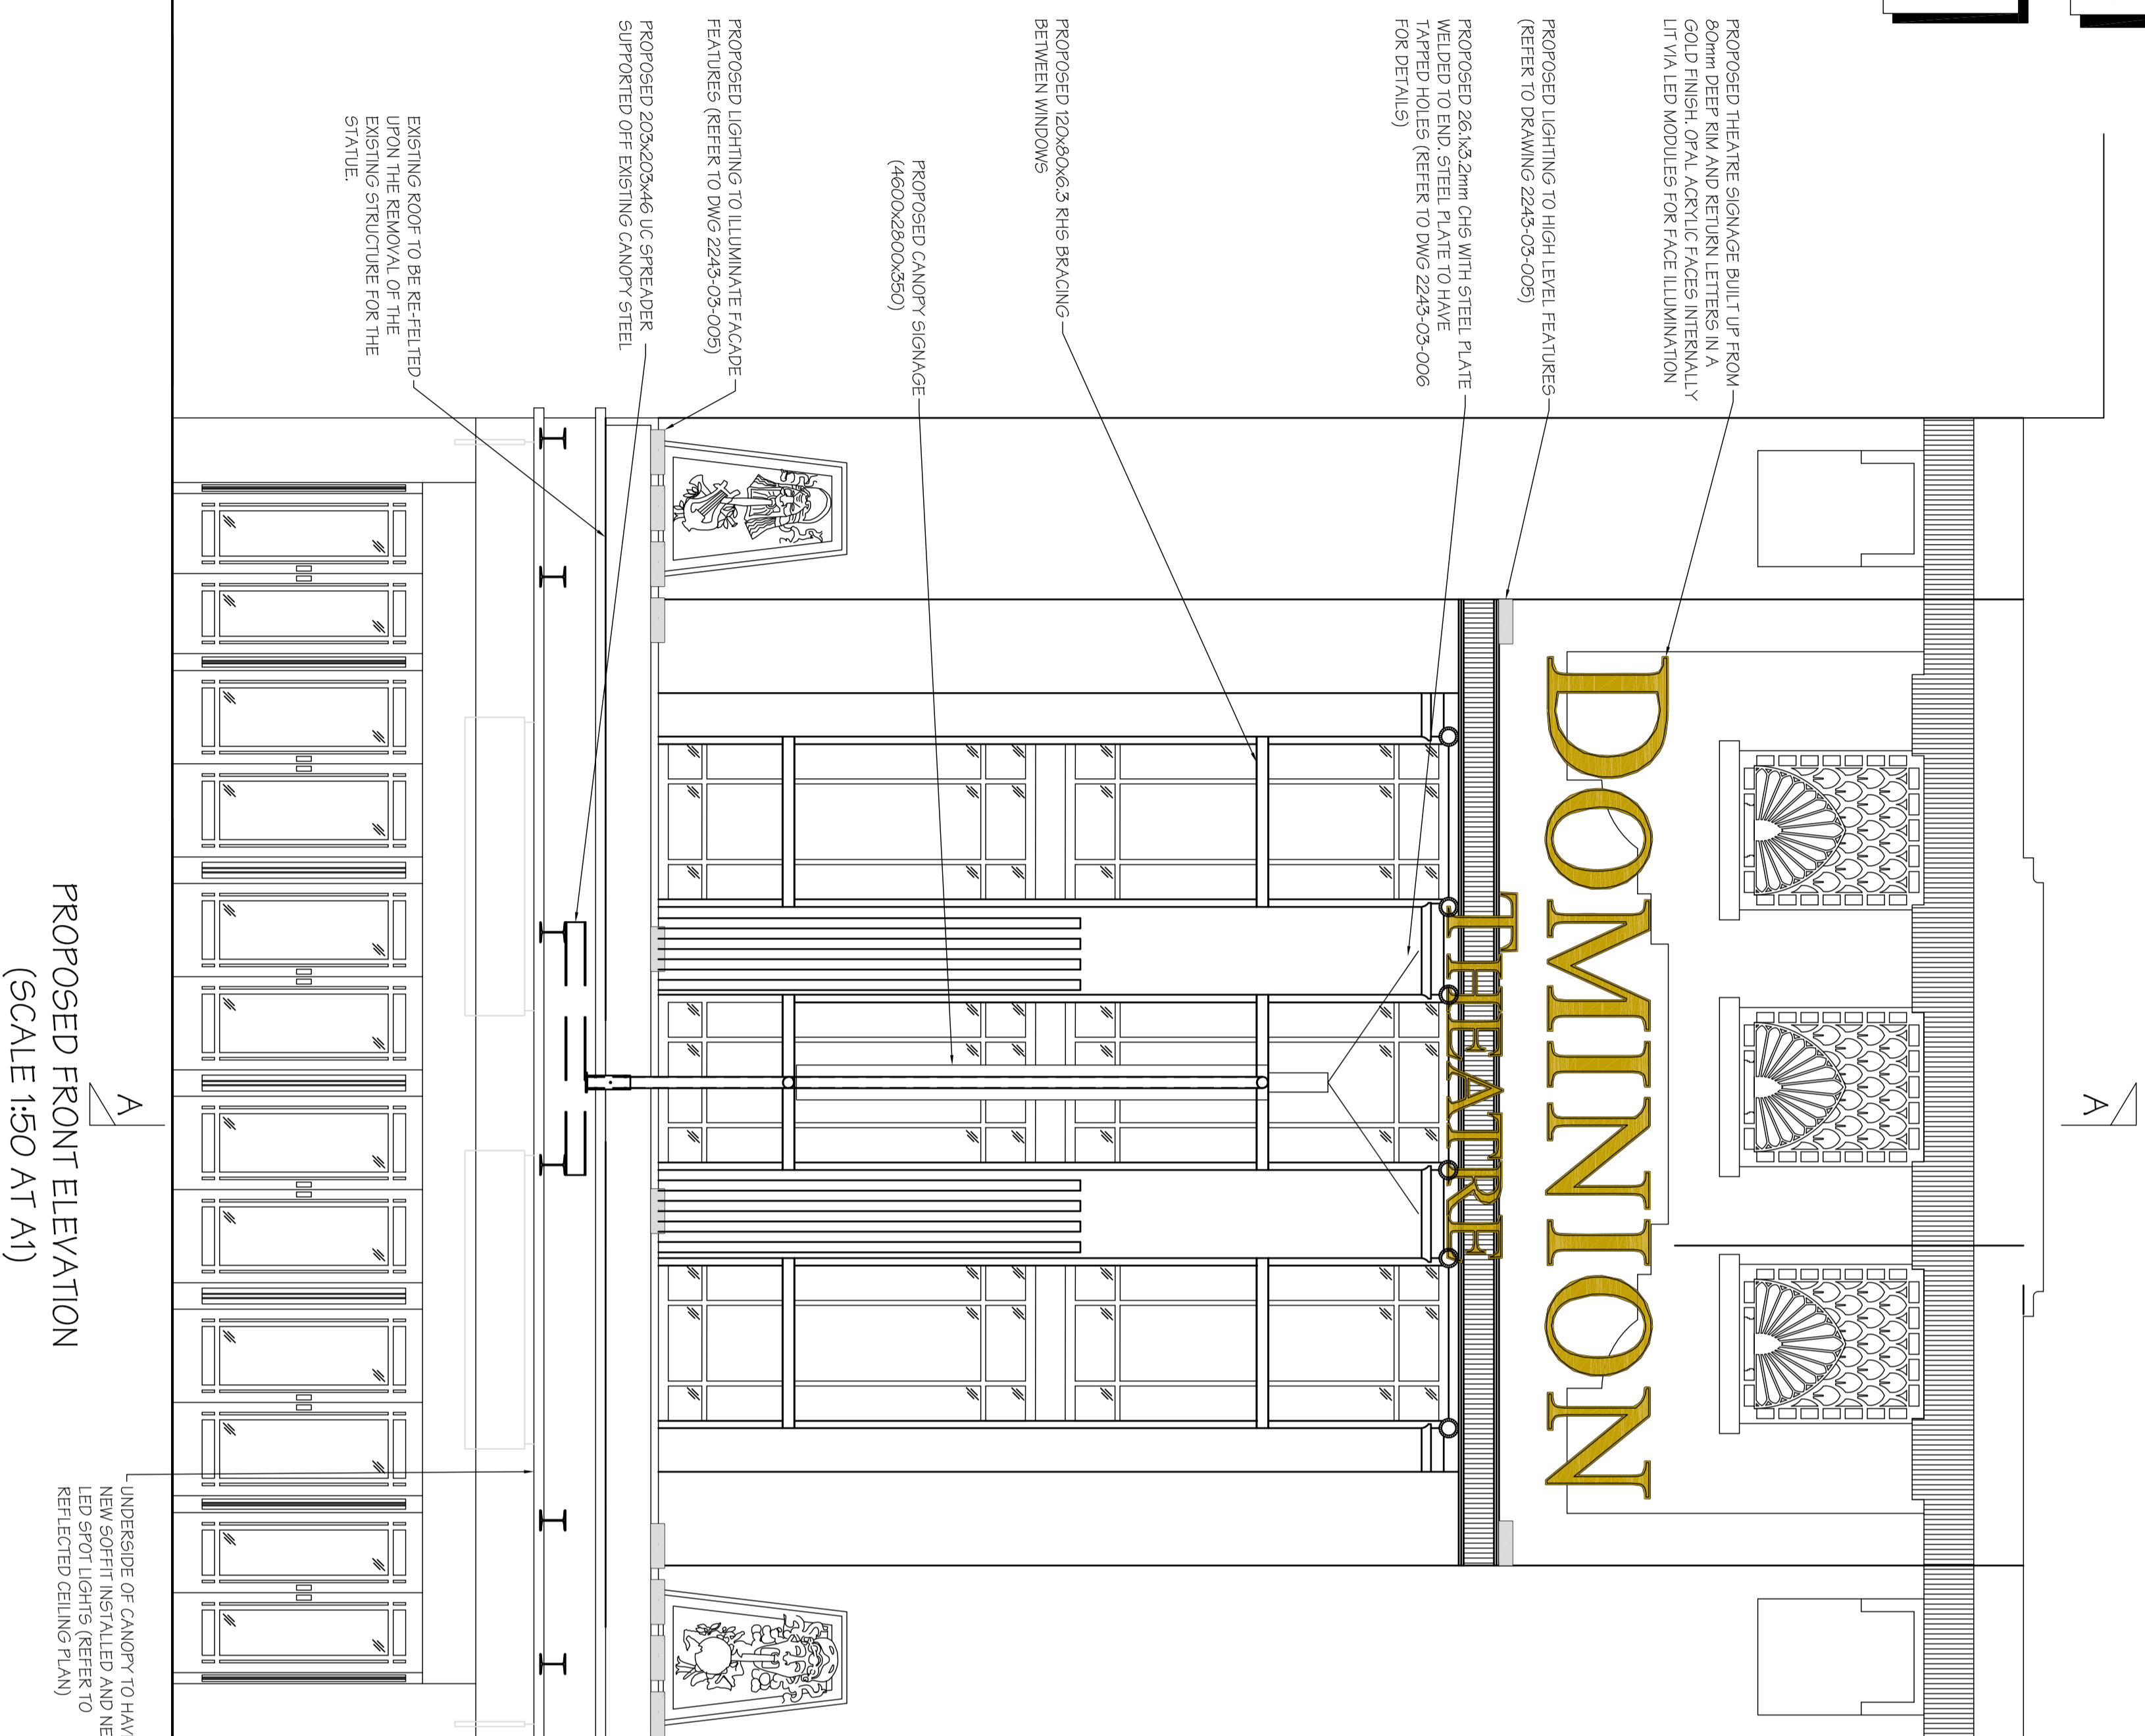 PROPOSED THEATRE SIGNAGE BUILT UP FROM
80mm DEEP RIM AND RETURN LETTERS IN A
GOLD FINISH. OPAL ACRYLIC FACES INTERNALLY
LIT VIA LED MODULES FOR FACE ILLUMINATION
PROPOSED LIGHTING TO HIGH LEVEL FEATURES
(REFER TO DRAWING 2243-03-005)
PROPOSED 26.1x3.2mm CHS WITH STEEL PLATE
WELDED TO END. STEEL PLATE TO HAVE
TAPPED HOLES (REFER TO DWG 2243-03-006
FOR DETAILS)
PROPOSED CANOPY SIGNAGE
(4600x2800x350)
PROPOSED 120x80x6.3 RHS BRACING
BETWEEN WINDOWS
PROPOSED LIGHTING TO ILLUMINATE FACADE
FEATURES (REFER TO DWG 2243-03-005)
PROPOSED 203x203x46 UC SPREADER
SUPPORTED OFF EXISTING CANOPY STEEL
EXISTING ROOF TO BE RE-FELTED
UPON THE REMOVAL OF THE
EXISTING STRUCTURE FOR THE
STATUE.
A
DOMINION
THEATRE
A
UNDERSIDE OF CANOPY TO HAV
NEW SOFFIT INSTALLED AND NE
LED SPOT LIGHTS (REFER TO
REFLECTED CEILING PLAN)
PROPOSED FRONT ELEVATION
(SCALE 1:50 AT A1)